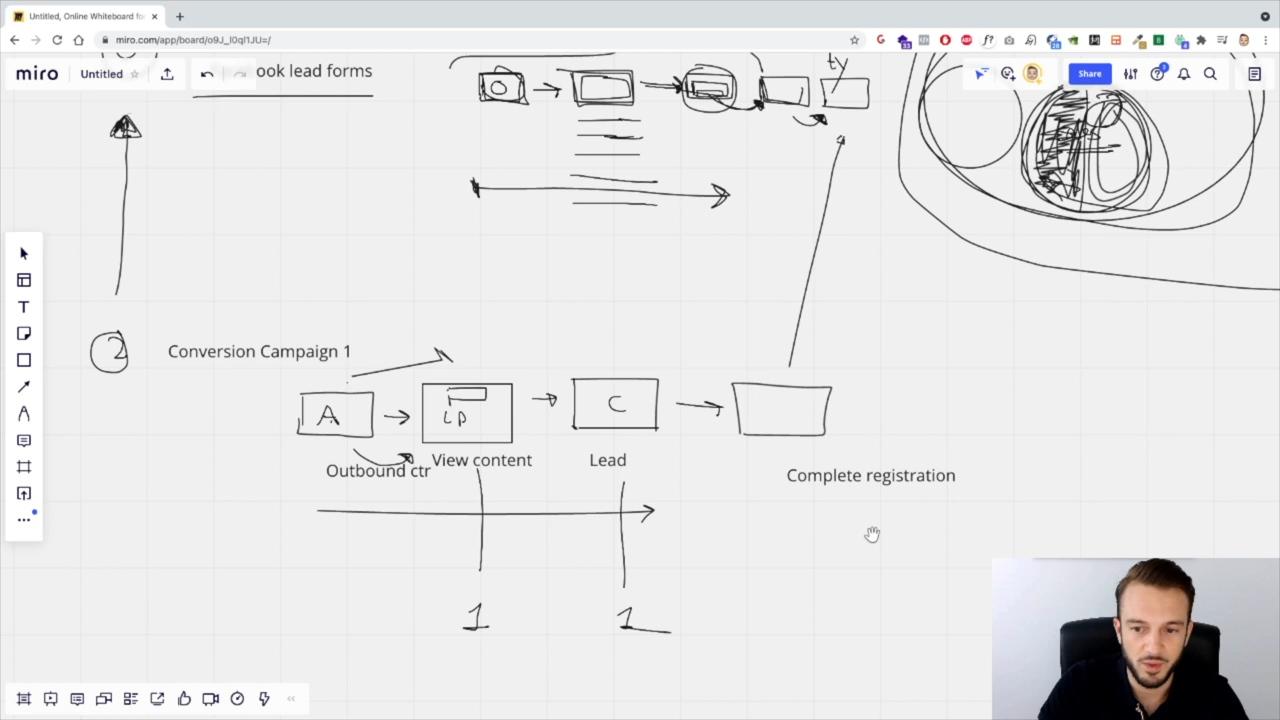 Untitled, Online Whiteboard for
miro.com/app/board/o9J_l0ql1JU=/
miro
Untitled
Share
ook lead forms
ty
2
Conversion Campaign 1
A
LP
C
Outbound ctr
View content
Lead
Complete registration
1
1